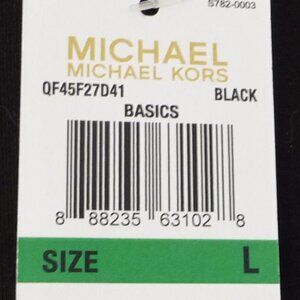 S782-0003
MICHAEL
MICHAEL KORS
QF45F27D41 BLACK
BASICS
8 88235 63102 8
SIZE L